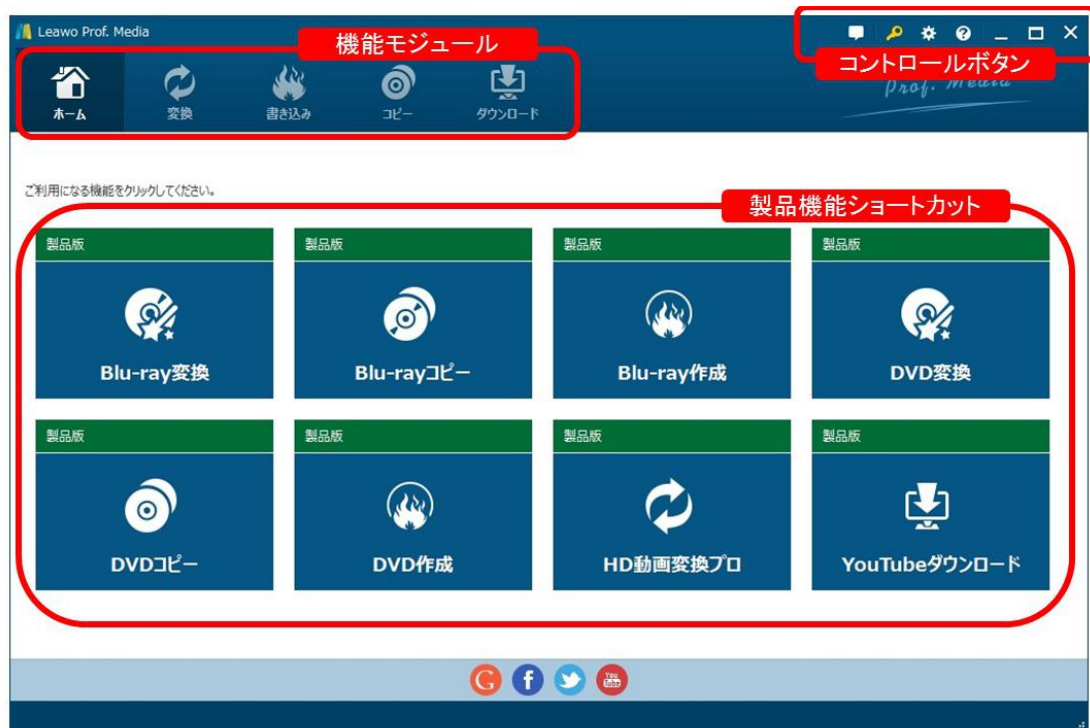 Leawo Prof. Media
機能モジュール
コントロールボタン
Prof. Media
ホーム
変換
書き込み
コピー
ダウンロード
ご利用になる機能をクリックしてください。
製品機能ショートカット
製品版
製品版
製品版
製品版
Blu-ray変換
Blu-rayコピー
Blu-ray作成
DVD変換
製品版
製品版
製品版
製品版
DVDコピー
DVD作成
HD動画変換プロ
YouTubeダウンロード
G
f
You
Tube